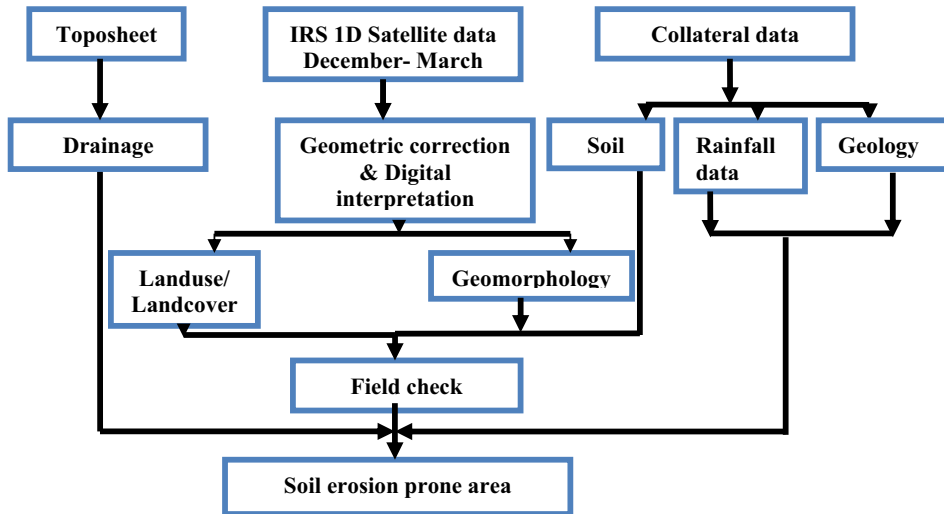 Toposheet
IRS 1D Satellite data
December- March
Collateral data
Drainage
Geometric correction
& Digital
interpretation
Soil
Rainfall
data
Geology
Landuse/
Landcover
Geomorphology
Field check
Soil erosion prone area